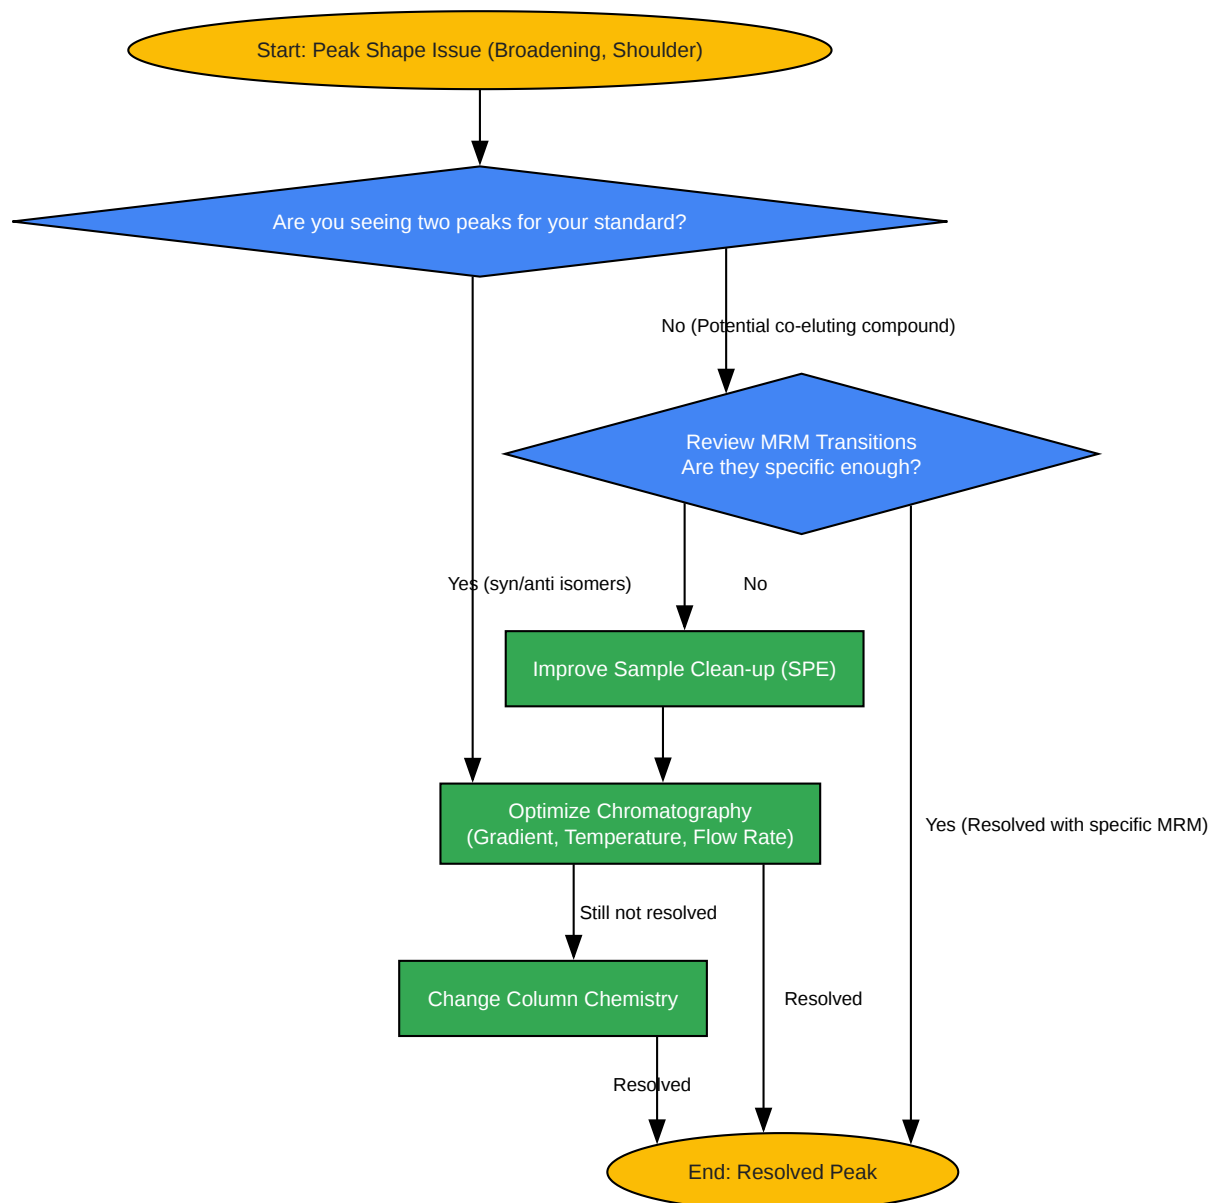 Start: Peak Shape Issue (Broadening, Shoulder)
Are you seeing two peaks for your standard?
No (Potential co-eluting compound)
Review MRM Transitions
Are they specific enough?
Yes (syn/anti isomers)
No
Improve Sample Clean-up (SPE)
Optimize Chromatography
(Gradient, Temperature, Flow Rate)
Yes (Resolved with specific MRM)
Still not resolved
Change Column Chemistry
Resolved
Resolved
End: Resolved Peak